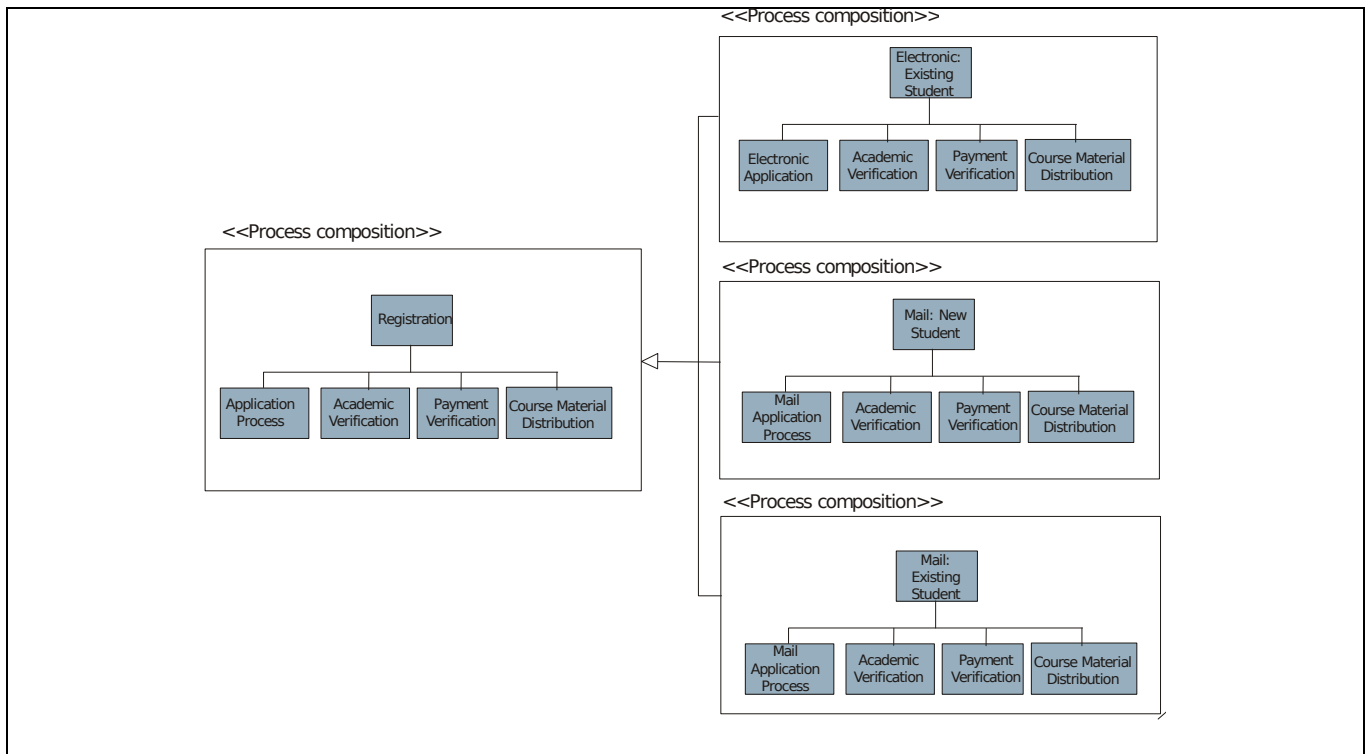 <<Process composition>>
Registration
Application
Process
Academic
Verification
Payment
Verification
Course Material
Distribution
<<Process composition>>
Electronic:
Existing
Student
Electronic
Application
Academic
Verification
Payment
Verification
Course Material
Distribution
<<Process composition>>
Mail: New
Student
Mail
Application
Process
Academic
Verification
Payment
Verification
Course Material
Distribution
<<Process composition>>
Mail:
Existing
Student
Mail
Application
Process
Academic
Verification
Payment
Verification
Course Material
Distribution